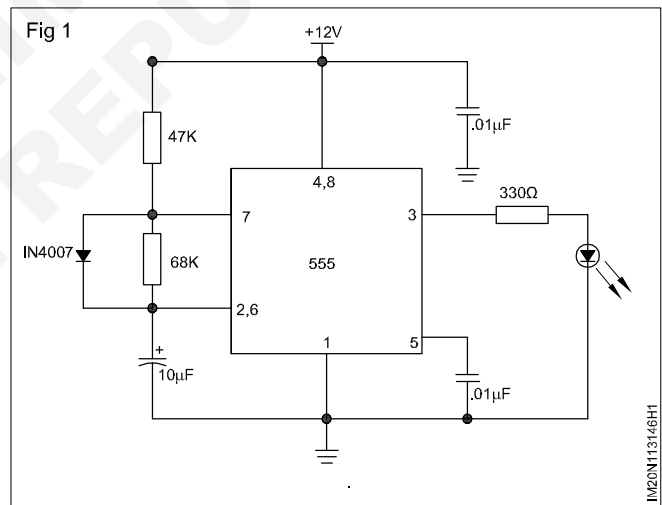 Fig 1
+12V
47K
.01µF
4,8
330Ω
7
3
IN4007
68K
555
2,6
1
5
+
10µF
.01µF
IM20N113146H1